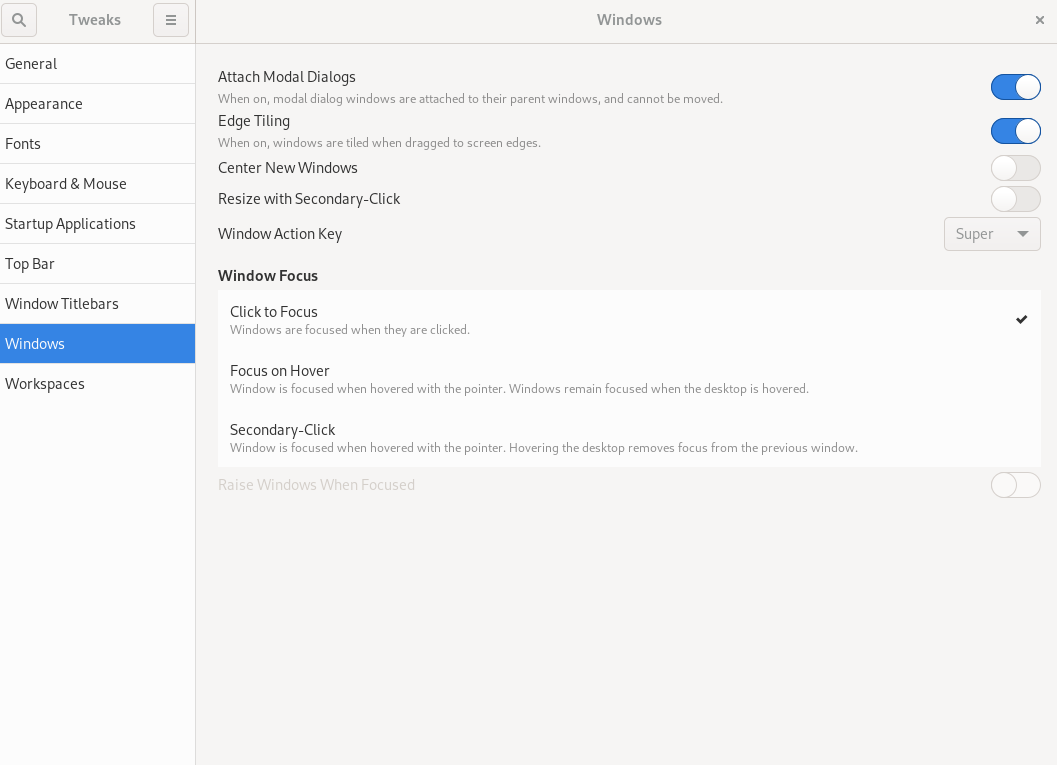 Tweaks
Windows
General
Appearance
Fonts
Keyboard & Mouse
Startup Applications
Top Bar
Window Titlebars
Windows
Workspaces
Attach Modal Dialogs
When on, modal dialog windows are attached to their parent windows, and cannot be moved.
Edge Tiling
When on, windows are tiled when dragged to screen edges.
Center New Windows
Resize with Secondary-Click
Window Action Key
Super
Window Focus
Click to Focus
Windows are focused when they are clicked.
Focus on Hover
Window is focused when hovered with the pointer. Windows remain focused when the desktop is hovered.
Secondary-Click
Window is focused when hovered with the pointer. Hovering the desktop removes focus from the previous window.
Raise Windows When Focused